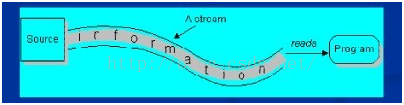 A stream
Source
information
reads
Program